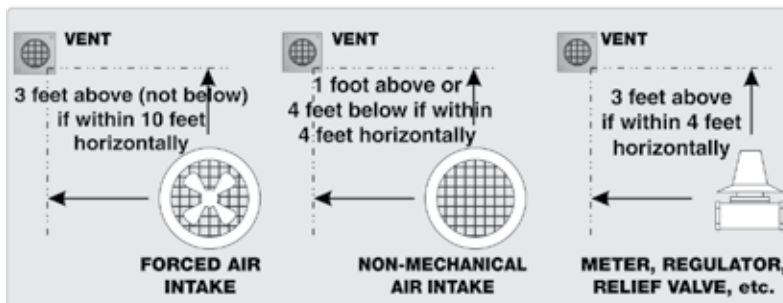 VENT
3 feet above (not below)
if within 10 feet
horizontally
FORCED AIR
INTAKE
VENT
1 foot above or
4 feet below if within
4 feet horizontally
NON-MECHANICAL
AIR INTAKE
VENT
3 feet above
if within 4 feet
horizontally
METER, REGULATOR,
RELIEF VALVE, etc.